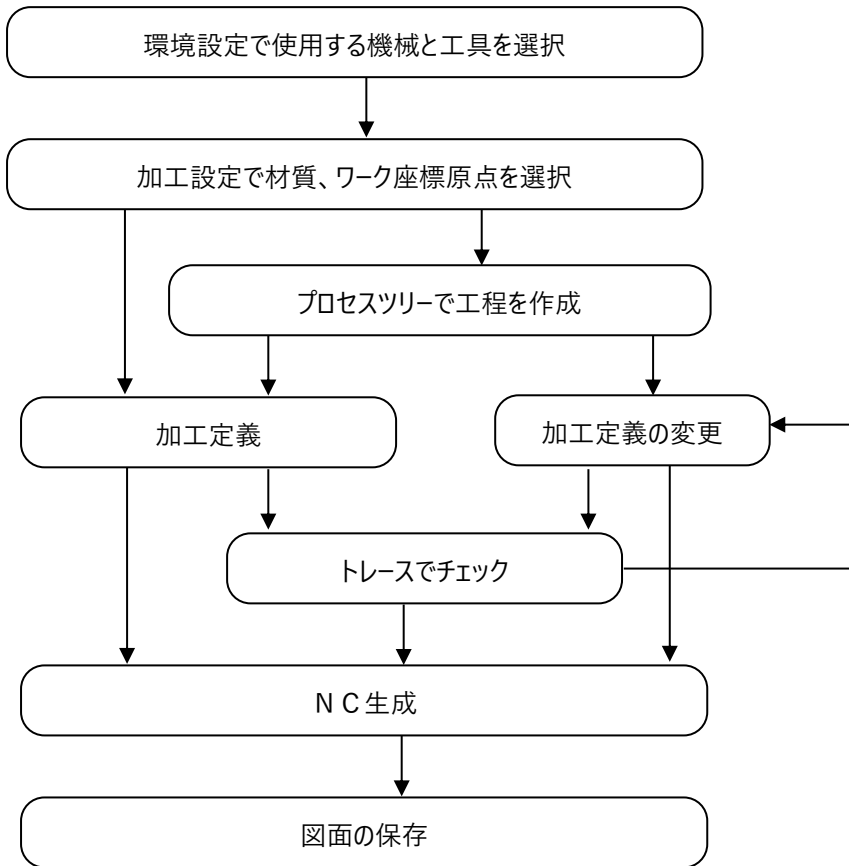 環境設定で使用する機械と工具を選択
加工設定で材質、ワーク座標原点を選択
プロセスツリーで工程を作成
加工定義
加工定義の変更
トレースでチェック
ＮＣ生成
図面の保存